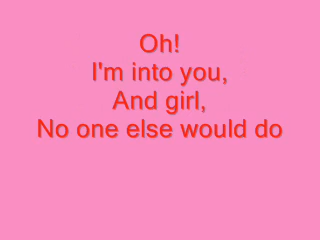 Oh!
I'm into you,
And girl,
No one else would do